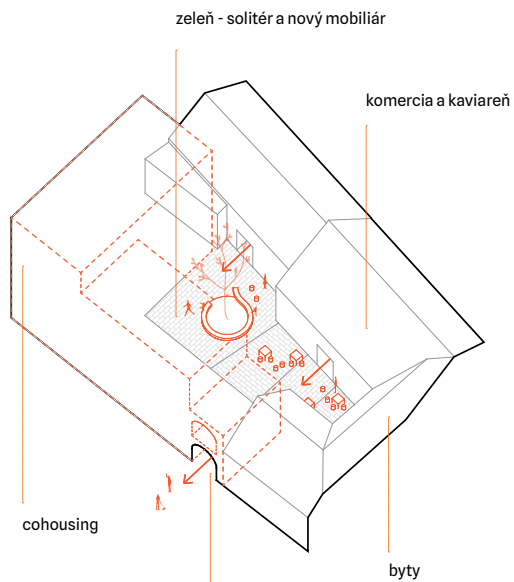 zeleň - solitér a nový mobiliár
komercia a kaviareň
cohousing
byty